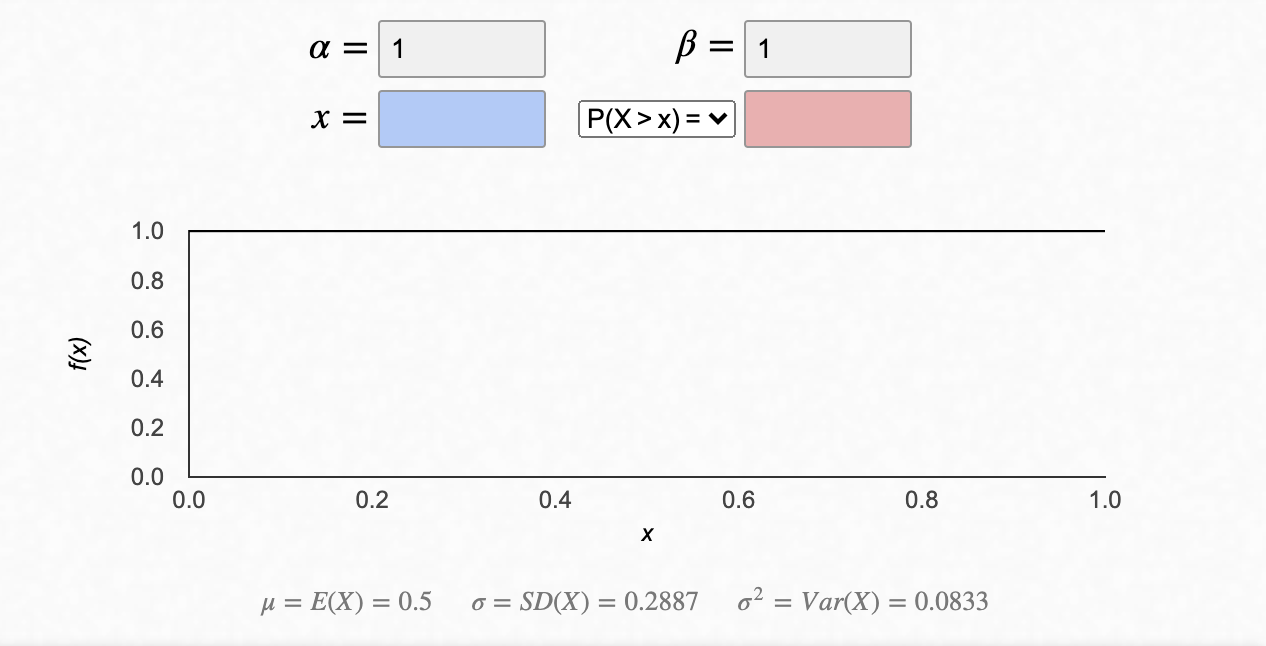 α = 1 β = 1
x = P(X > x) =
1.0
0.8
0.6
f(x)
0.4
0.2
0.0
0.0 0.2 0.4 0.6 0.8 1.0
x
μ = E(X) = 0.5 σ = SD(X) = 0.2887 σ² = Var(X) = 0.0833